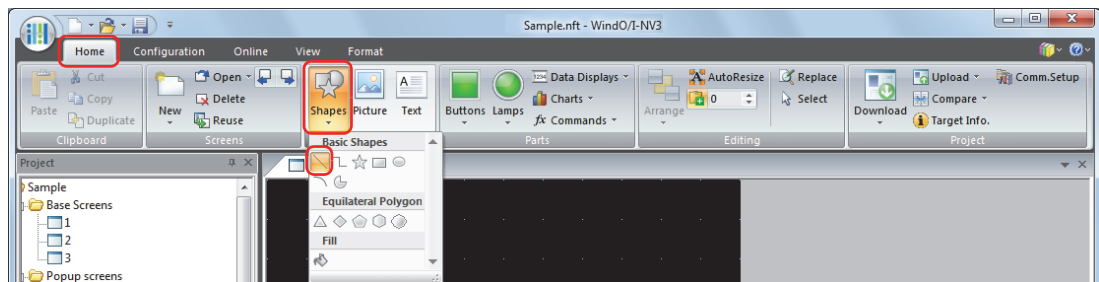 Sample.nft - WindO/I-NV3
Home Configuration Online View Format
Cut Open Data Displays AutoResize Replace Upload Comm.Setup
Copy Delete Charts 0 Select Compare
Paste Duplicate New Reuse Shapes Picture Text Buttons Lamps fx Commands Arrange Download Target Info.
Clipboard Screens Parts Editing Project
Basic Shapes
Project
Sample
Base Screens
1
2
3
Popup screens
Equilateral Polygon
Fill